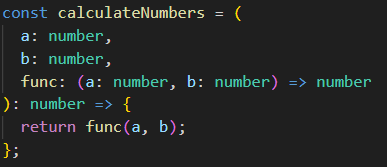 const calculateNumbers = (
  a: number,
  b: number,
  func: (a: number, b: number) => number
): number => {
  return func(a, b);
};